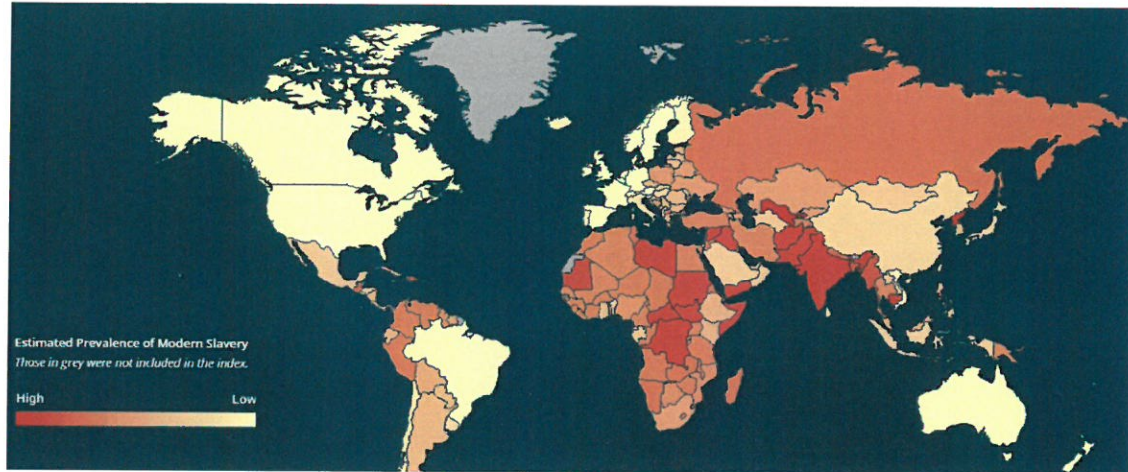 Estimated Prevalence of Modern Slavery
Those in grey were not included in the index.
High Low